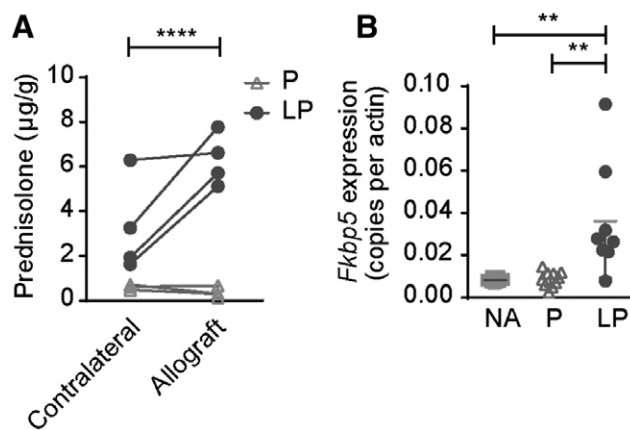 A
****
Prednisolone (µg/g)
10
8
6
4
2
0
Contralateral
Allograft
P
LP
B
**
**
Fkbp5 expression
(copies per actin)
0.10
0.08
0.06
0.04
0.02
0.00
NA P LP